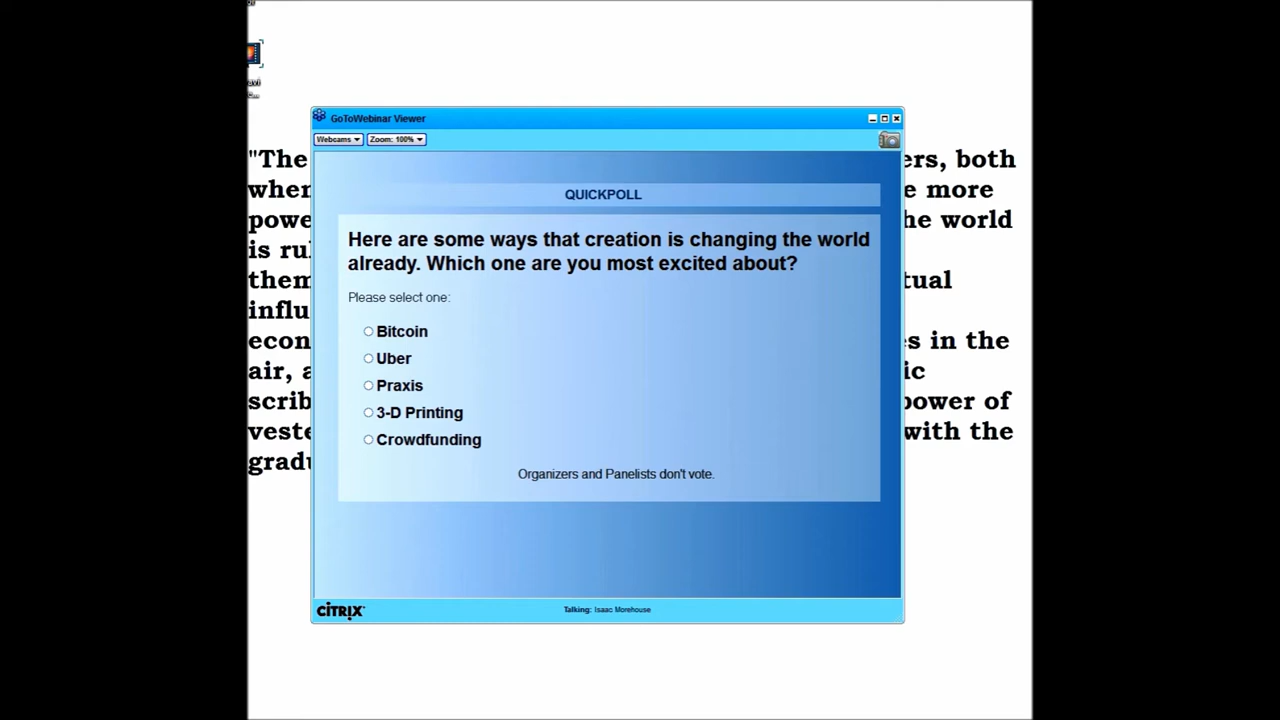 GoToWebinar Viewer
Webcams
Zoom: 100%
"The
ers, both
when
e more
powe
he world
is ru
them
tual
influ
econ
s in the
air, a
ic
scrib
power of
veste
with the
gradu
QUICKPOLL
Here are some ways that creation is changing the world
already. Which one are you most excited about?
Please select one:
Bitcoin
Uber
Praxis
3-D Printing
Crowdfunding
Organizers and Panelists don't vote.
CITRIX
Talking: Isaac Morehouse